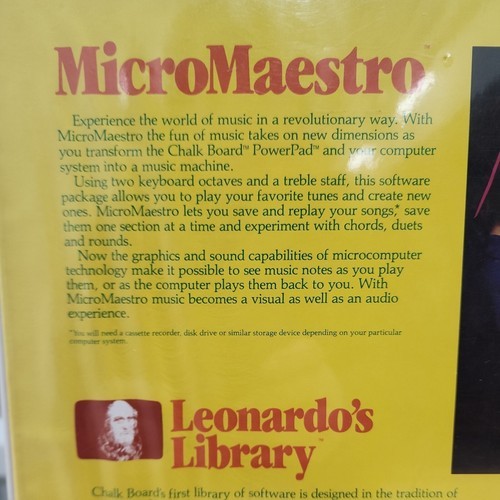 MicroMaestro™
Experience the world of music in a revolutionary way. With
MicroMaestro the fun of music takes on new dimensions as
you transform the Chalk Board™ PowerPad™ and your computer
system into a music machine.
Using two keyboard octaves and a treble staff, this software
package allows you to play your favorite tunes and create new
ones. MicroMaestro lets you save and replay your songs,* save
them one section at a time and experiment with chords, duets
and rounds.
Now the graphics and sound capabilities of microcomputer
technology make it possible to see music notes as you play
them, or as the computer plays them back to you. With
MicroMaestro music becomes a visual as well as an audio
experience.
*You will need a cassette recorder, disk drive or similar storage device depending on your particular
computer system.
Leonardo's
Library™
Chalk Board's first library of software is designed in the tradition of